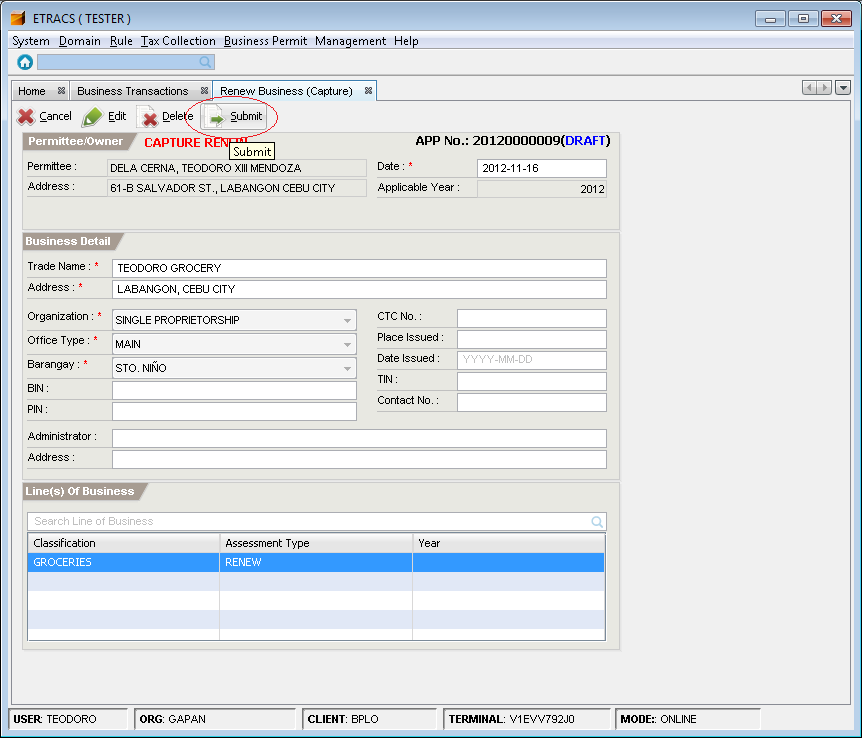 ETRACS ( TESTER )
System Domain Rule Tax Collection Business Permit Management Help
Home Business Transactions Renew Business (Capture)
Cancel Edit Delete Submit
Permittee/Owner CAPTURE RENEW APP No.: 20120000009(DRAFT)
Submit
Permittee : DELA CERNA, TEODORO XIII MENDOZA Date : * 2012-11-16
Address : 61-B SALVADOR ST., LABANGON CEBU CITY Applicable Year : 2012
Business Detail
Trade Name : * TEODORO GROCERY
Address : * LABANGON, CEBU CITY
Organization : * SINGLE PROPRIETORSHIP CTC No. :
Office Type : * MAIN Place Issued :
Barangay : * STO. NIÑO Date Issued : YYYY-MM-DD
BIN : TIN :
PIN : Contact No. :
Administrator :
Address :
Line(s) Of Business
Search Line of Business
Classification Assessment Type Year
GROCERIES RENEW
USER: TEODORO ORG: GAPAN CLIENT: BPLO TERMINAL: V1EVV792J0 MODE:: ONLINE